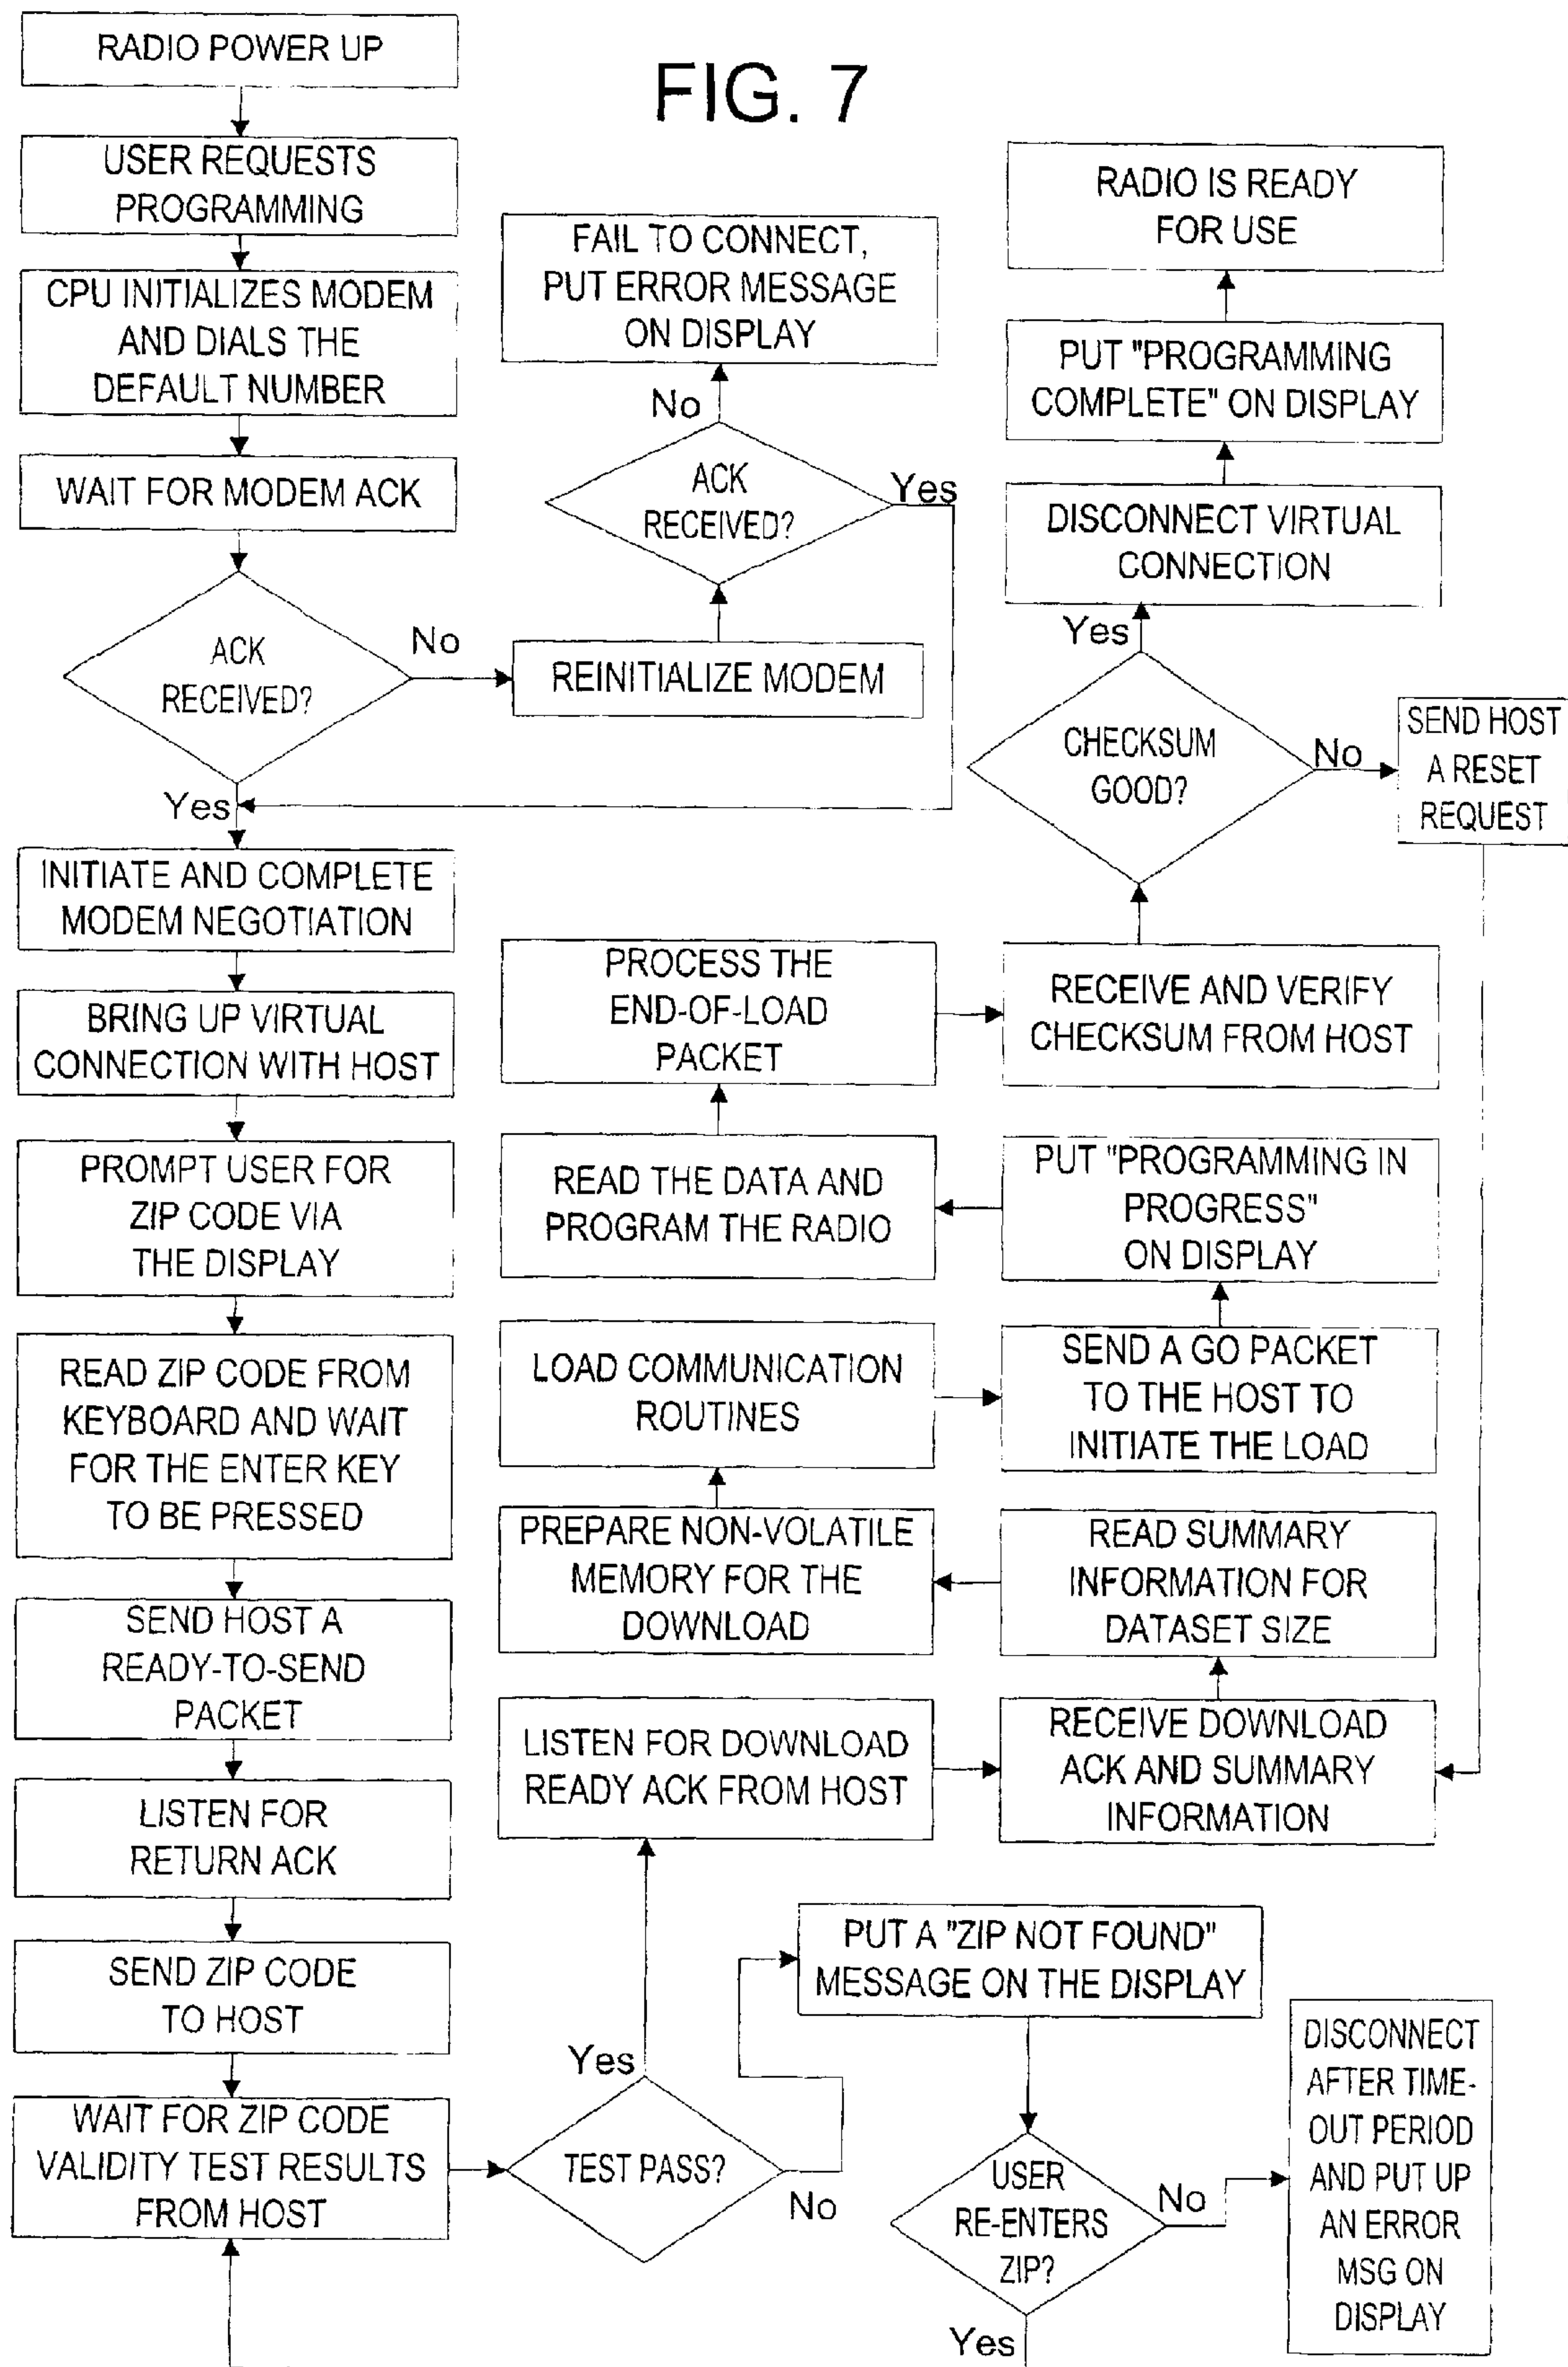 FIG. 7
RADIO POWER UP
USER REQUESTS
PROGRAMMING
CPU INITIALIZES MODEM
AND DIALS THE
DEFAULT NUMBER
WAIT FOR MODEM ACK
ACK
RECEIVED?
No
REINITIALIZE MODEM
ACK
RECEIVED?
No
Yes
FAIL TO CONNECT,
PUT ERROR MESSAGE
ON DISPLAY
Yes
INITIATE AND COMPLETE
MODEM NEGOTIATION
BRING UP VIRTUAL
CONNECTION WITH HOST
PROMPT USER FOR
ZIP CODE VIA
THE DISPLAY
READ ZIP CODE FROM
KEYBOARD AND WAIT
FOR THE ENTER KEY
TO BE PRESSED
SEND HOST A
READY-TO-SEND
PACKET
LISTEN FOR
RETURN ACK
SEND ZIP CODE
TO HOST
WAIT FOR ZIP CODE
VALIDITY TEST RESULTS
FROM HOST
TEST PASS?
No
PUT A "ZIP NOT FOUND"
MESSAGE ON THE DISPLAY
USER
RE-ENTERS
ZIP?
No
DISCONNECT
AFTER TIME-
OUT PERIOD
AND PUT UP
AN ERROR
MSG ON
DISPLAY
Yes
Yes
LISTEN FOR DOWNLOAD
READY ACK FROM HOST
RECEIVE DOWNLOAD
ACK AND SUMMARY
INFORMATION
READ SUMMARY
INFORMATION FOR
DATASET SIZE
PREPARE NON-VOLATILE
MEMORY FOR THE
DOWNLOAD
LOAD COMMUNICATION
ROUTINES
SEND A GO PACKET
TO THE HOST TO
INITIATE THE LOAD
PUT "PROGRAMMING IN
PROGRESS"
ON DISPLAY
READ THE DATA AND
PROGRAM THE RADIO
PROCESS THE
END-OF-LOAD
PACKET
RECEIVE AND VERIFY
CHECKSUM FROM HOST
CHECKSUM
GOOD?
No
SEND HOST
A RESET
REQUEST
Yes
DISCONNECT VIRTUAL
CONNECTION
PUT "PROGRAMMING
COMPLETE" ON DISPLAY
RADIO IS READY
FOR USE